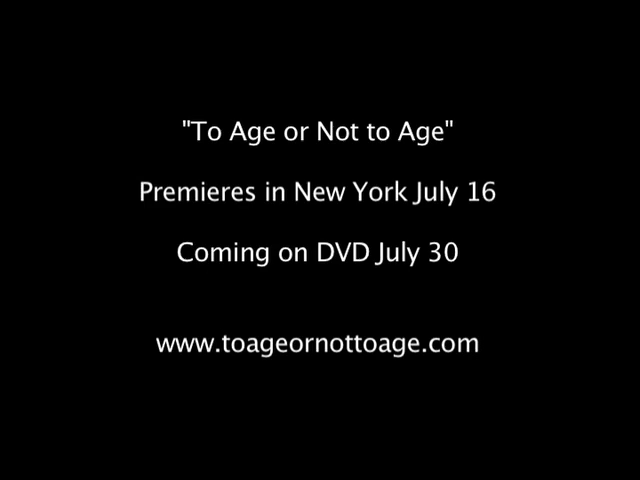 "To Age or Not to Age"
Premieres in New York July 16
Coming on DVD July 30
www.toageornottoage.com